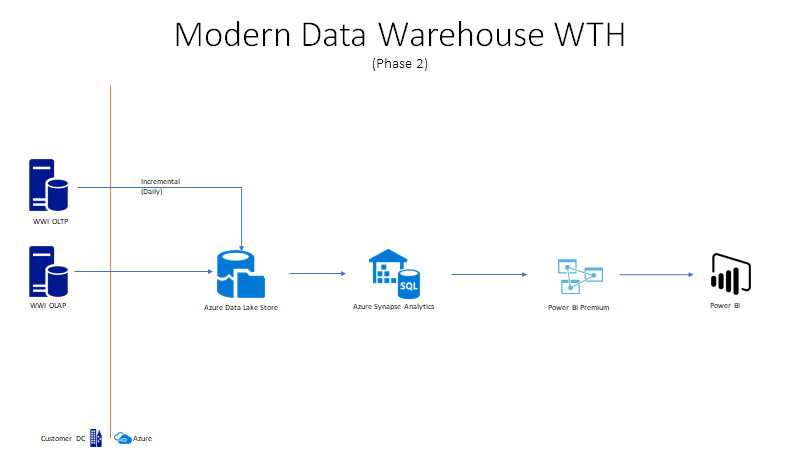 Modern Data Warehouse WTH
(Phase 2)
Incremental
(Daily)
WWI OLTP
WWI OLAP
Azure Data Lake Store
SQL
Azure Synapse Analytics
Power BI Premium
Power BI
Customer DC
Azure